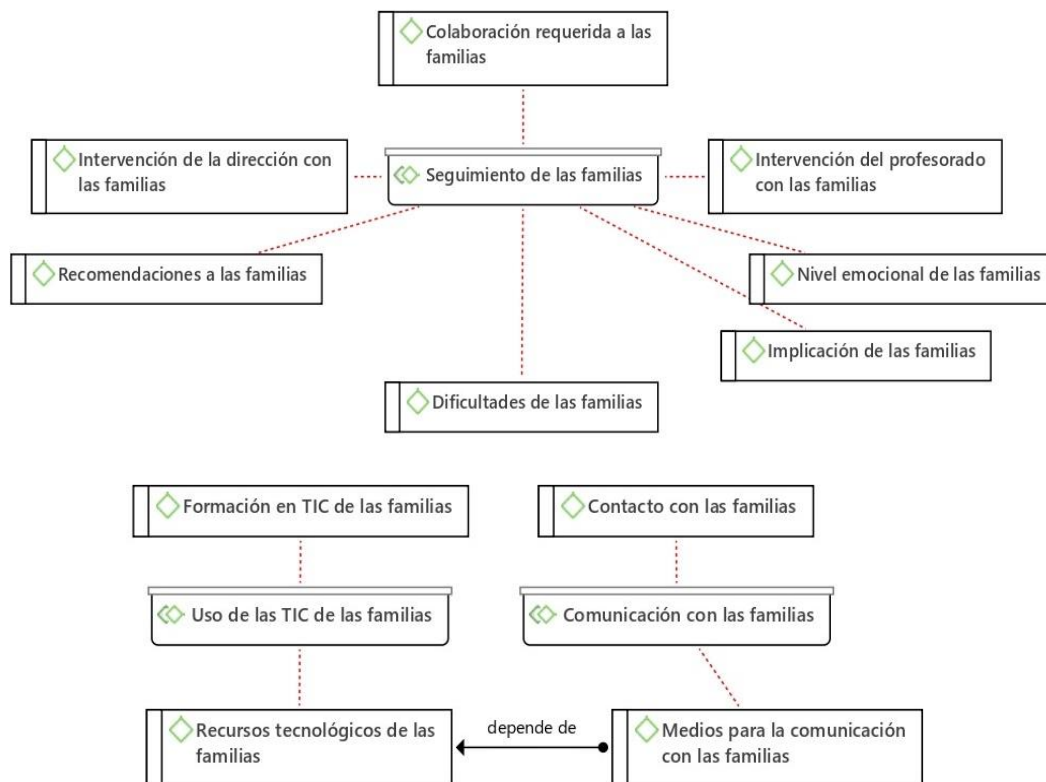 Colaboración requerida a las
familias
Intervención de la dirección con
las familias
Seguimiento de las familias
Intervención del profesorado
con las familias
Recomendaciones a las familias
Nivel emocional de las familias
Implicación de las familias
Dificultades de las familias
Formación en TIC de las familias
Contacto con las familias
Uso de las TIC de las familias
Comunicación con las familias
Recursos tecnológicos de las
familias
depende de
Medios para la comunicación
con las familias